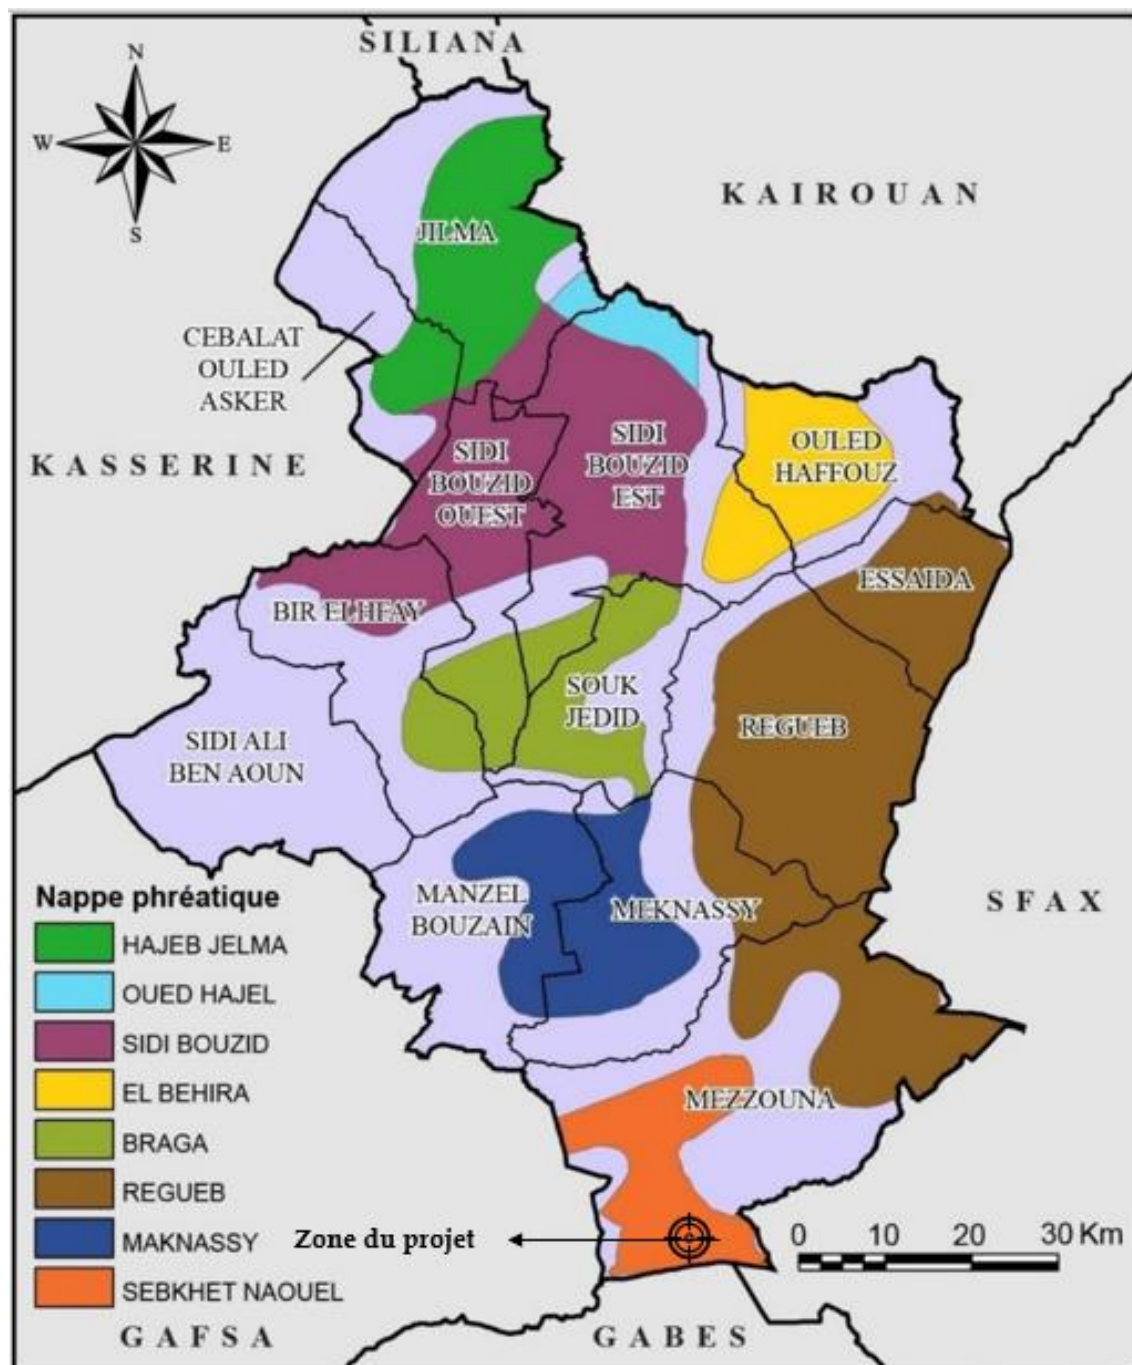 SILIANA
N
W E
S
KAIROUAN
JILMA
CEBALAT
OULED
ASKER
KASSERINE
SIDI
BOUZID
OUEST
SIDI
BOUZID
EST
OULED
HAFFOUZ
ESSAIDA
BIR ELHFAY
SOUK
JEDID
REGUEB
SIDI ALI
BEN AOUN
MANZEL
BOUZAIN
MEKNASSY
SFAX
MEZZOUNA
Nappe phréatique
HAJEB JELMA
OUED HAJEL
SIDI BOUZID
EL BEHIRA
BRAGA
REGUEB
MAKNASSY
SEBKHET NAOUEL
Zone du projet
0 10 20 30 Km
GAFSA
GABES